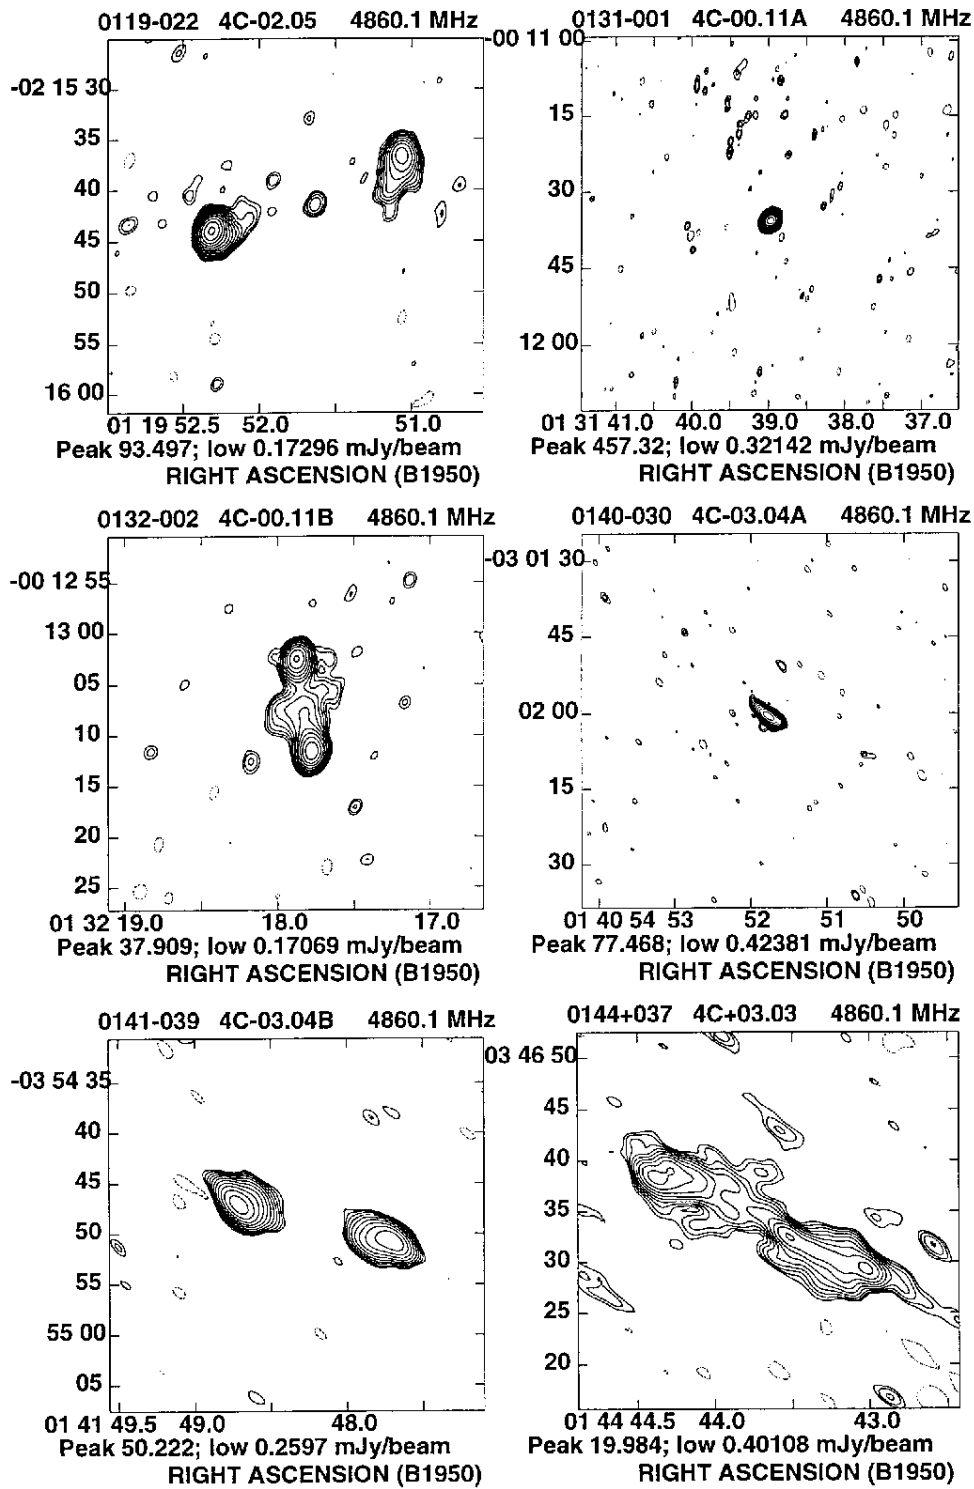 0119-022 4C-02.05 4860.1 MHz
-02 15 30
35
40
45
50
55
16 00
01 19 52.5 52.0 51.0
Peak 93.497; low 0.17296 mJy/beam
RIGHT ASCENSION (B1950)
0131-001 4C-00.11A 4860.1 MHz
-00 11 00
15
30
45
12 00
01 31 41.0 40.0 39.0 38.0 37.0
Peak 457.32; low 0.32142 mJy/beam
RIGHT ASCENSION (B1950)
0132-002 4C-00.11B 4860.1 MHz
-00 12 55
13 00
05
10
15
20
25
01 32 19.0 18.0 17.0
Peak 37.909; low 0.17069 mJy/beam
RIGHT ASCENSION (B1950)
0140-030 4C-03.04A 4860.1 MHz
-03 01 30
45
02 00
15
30
01 40 54 53 52 51 50
Peak 77.468; low 0.42381 mJy/beam
RIGHT ASCENSION (B1950)
0141-039 4C-03.04B 4860.1 MHz
-03 54 35
40
45
50
55
55 00
05
01 41 49.5 49.0 48.0
Peak 50.222; low 0.2597 mJy/beam
RIGHT ASCENSION (B1950)
0144+037 4C+03.03 4860.1 MHz
03 46 50
45
40
35
30
25
20
01 44 44.5 44.0 43.0
Peak 19.984; low 0.40108 mJy/beam
RIGHT ASCENSION (B1950)